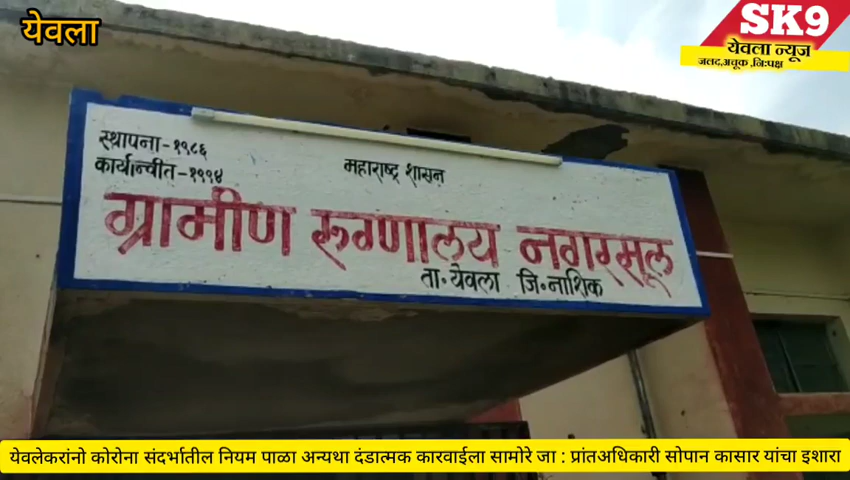 येवला
SK9
येवला न्यूज
जलद,अचूक,नि:पक्ष
स्थापना-१९८६
कार्यान्वीत-१९९४
महाराष्ट्र शासन
ग्रामीण रुग्णालय नगरसूल
ता॰येवला जि॰नाशिक
येवलेकरांनो कोरोना संदर्भातील नियम पाळा अन्यथा दंडात्मक कारवाईला सामोरे जा : प्रांतअधिकारी सोपान कासार यांचा इशारा